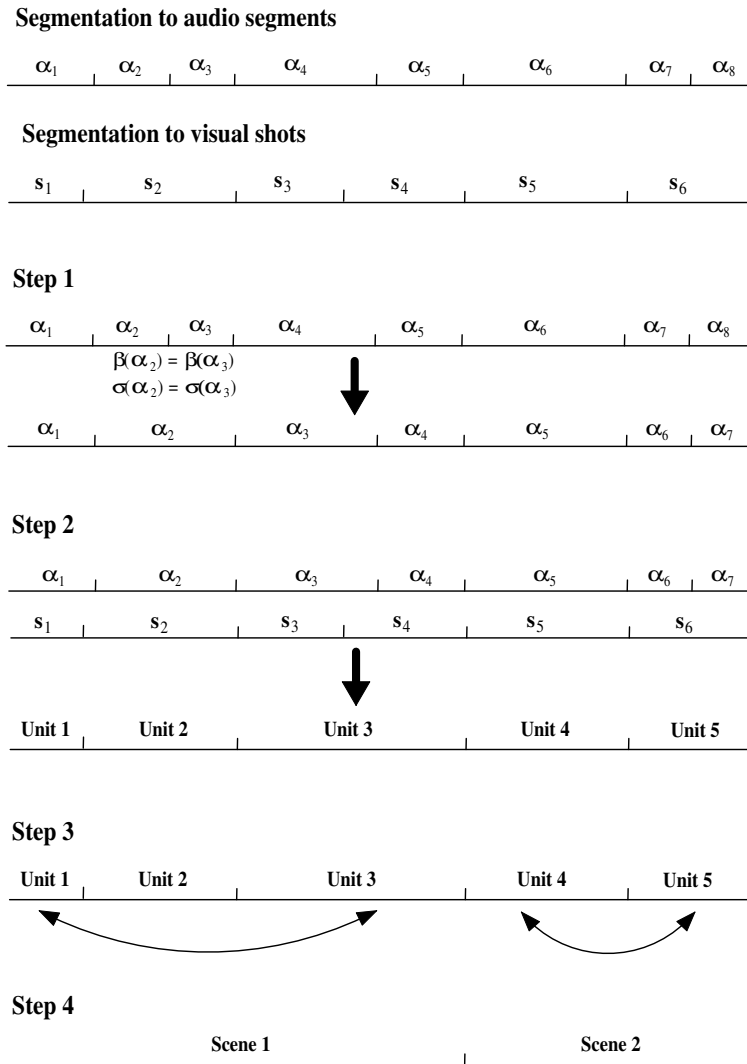 Segmentation to audio segments
α₁ α₂ α₃ α₄ α₅ α₆ α₇ α₈
Segmentation to visual shots
s₁ s₂ s₃ s₄ s₅ s₆
Step 1
α₁ α₂ α₃ α₄ α₅ α₆ α₇ α₈
β(α₂) = β(α₃)
σ(α₂) = σ(α₃)
α₁ α₂ α₃ α₄ α₅ α₆ α₇
Step 2
α₁ α₂ α₃ α₄ α₅ α₆ α₇
s₁ s₂ s₃ s₄ s₅ s₆
Unit 1 Unit 2 Unit 3 Unit 4 Unit 5
Step 3
Unit 1 Unit 2 Unit 3 Unit 4 Unit 5
Step 4
Scene 1 Scene 2